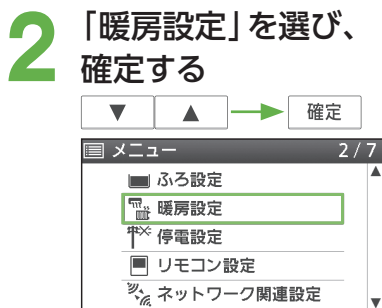 2 「暖房設定」を選び、
確定する
▼ ▲ 確定
メニュー 2/7
ふろ設定
暖房設定
停電設定
リモコン設定
ネットワーク関連設定